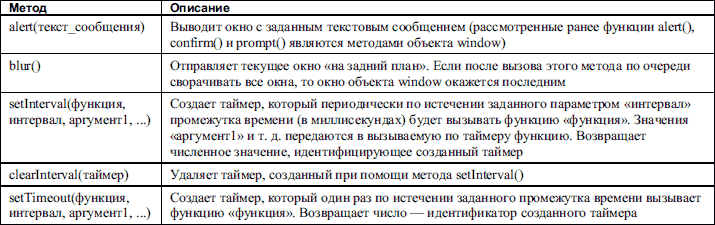 Метод Описание
alert(текст_сообщения) Выводит окно с заданным текстовым сообщением (рассмотренные ранее функции alert(),
confirm() и prompt() являются методами объекта window)
blur() Отправляет текущее окно «на задний план». Если после вызова этого метода по очереди
сворачивать все окна, то окно объекта window окажется последним
setInterval(функция, Создает таймер, который периодически по истечении заданного параметром «интервал»
интервал, аргумент1, ...) промежутка времени (в миллисекундах) будет вызывать функцию «функция». Значения
«аргумент1» и т. д. передаются в вызываемую по таймеру функцию. Возвращает
численное значение, идентифицирующее созданный таймер
clearInterval(таймер) Удаляет таймер, созданный при помощи метода setInterval()
setTimeout(функция, Создает таймер, который один раз по истечении заданного промежутка времени вызывает
интервал, аргумент1, ...) функцию «функция». Возвращает число — идентификатор созданного таймера